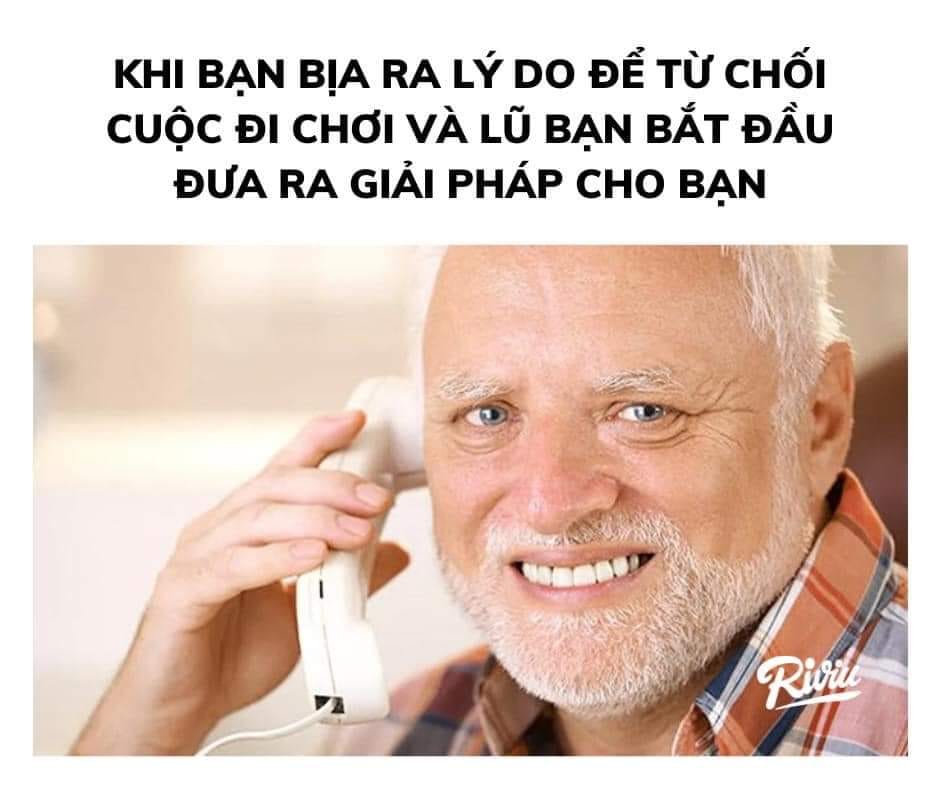 KHI BẠN BỊA RA LÝ DO ĐỂ TỪ CHỐI
CUỘC ĐI CHƠI VÀ LŨ BẠN BẮT ĐẦU
ĐƯA RA GIẢI PHÁP CHO BẠN
Riviu